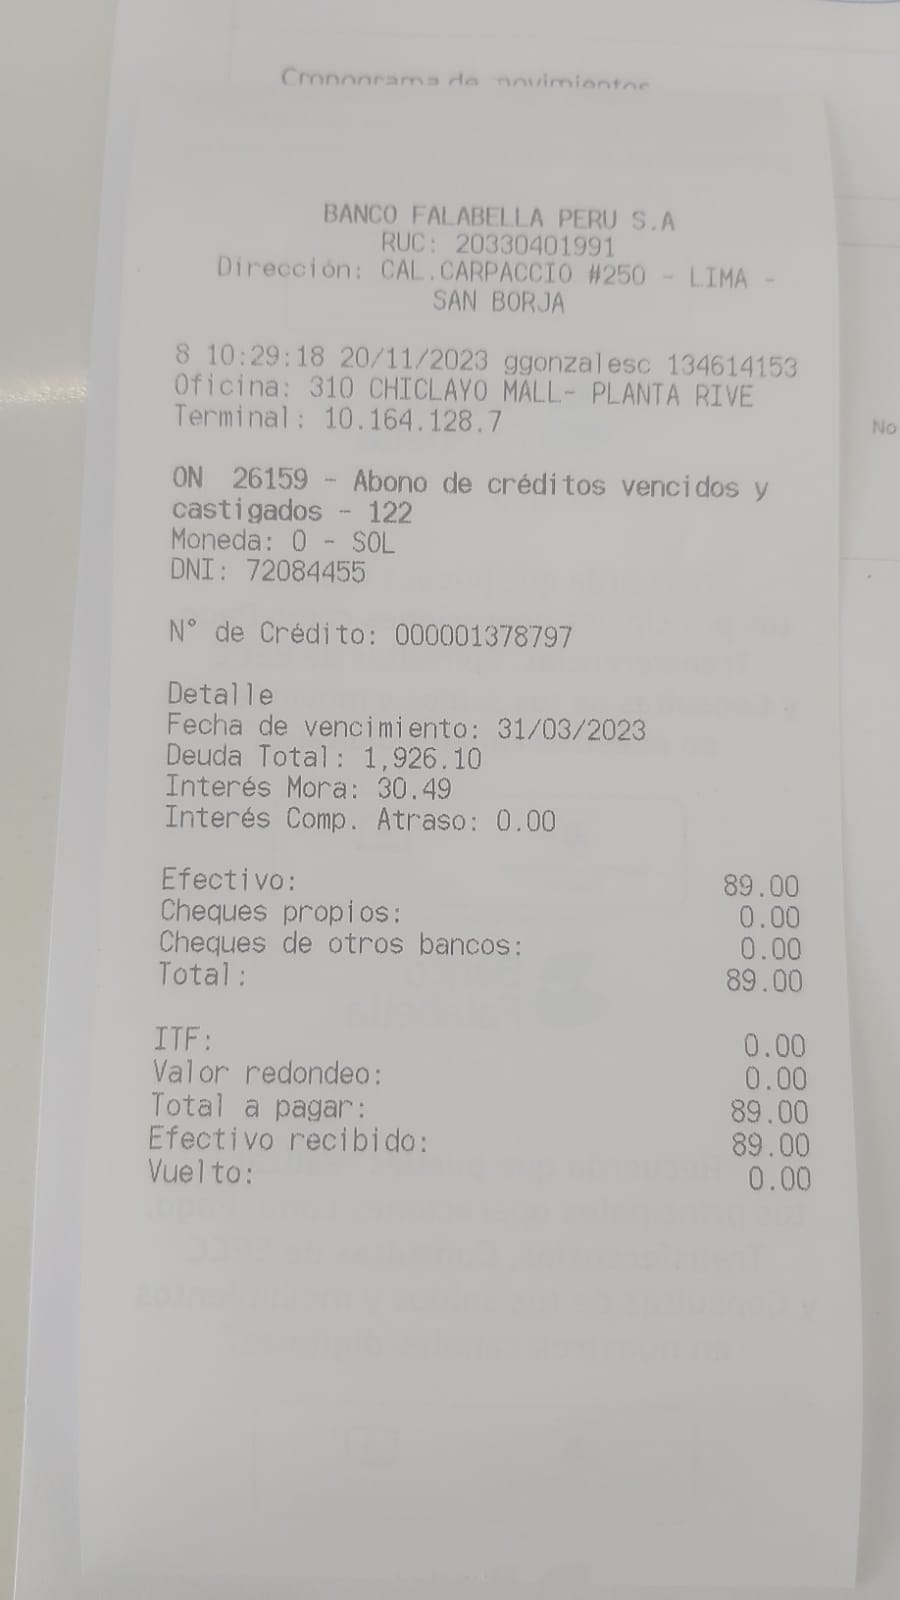 Cronograma de movimientos
BANCO FALABELLA PERU S.A
RUC: 20330401991
Dirección: CAL.CARPACCIO #250 - LIMA -
SAN BORJA
8 10:29:18 20/11/2023 ggonzalesc 134614153
Oficina: 310 CHICLAYO MALL- PLANTA RIVE
Terminal: 10.164.128.7
No
ON 26159 - Abono de créditos vencidos y
castigados - 122
Moneda: 0 - SOL
DNI: 72084455
N° de Crédito: 000001378797
Detalle
Fecha de vencimiento: 31/03/2023
Deuda Total: 1,926.10
Interés Mora: 30.49
Interés Comp. Atraso: 0.00
Efectivo: 89.00
Cheques propios: 0.00
Cheques de otros bancos: 0.00
Total: 89.00
ITF: 0.00
Valor redondeo: 0.00
Total a pagar: 89.00
Efectivo recibido: 89.00
Vuelto: 0.00